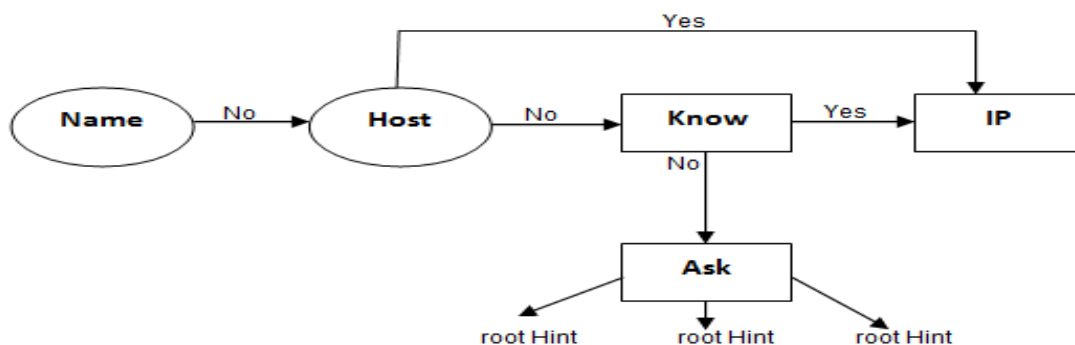 Yes
Name
No
Host
No
Know
Yes
IP
No
Ask
root Hint
root Hint
root Hint